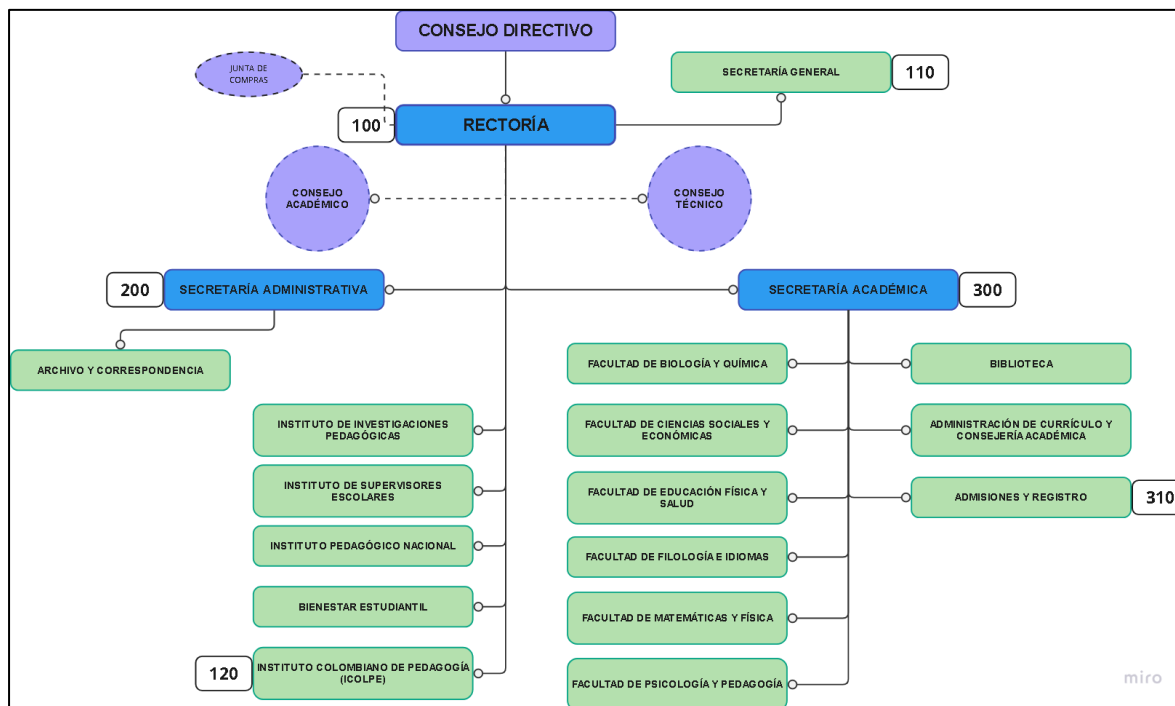 CONSEJO DIRECTIVO
JUNTA DE
COMPRAS
SECRETARÍA GENERAL
110
100
RECTORÍA
CONSEJO
ACADÉMICO
CONSEJO
TÉCNICO
200
SECRETARÍA ADMINISTRATIVA
SECRETARÍA ACADÉMICA
300
ARCHIVO Y CORRESPONDENCIA
FACULTAD DE BIOLOGÍA Y QUÍMICA
BIBLIOTECA
INSTITUTO DE INVESTIGACIONES
PEDAGÓGICAS
FACULTAD DE CIENCIAS SOCIALES Y
ECONÓMICAS
ADMINISTRACIÓN DE CURRÍCULO Y
CONSEJERÍA ACADÉMICA
INSTITUTO DE SUPERVISORES
ESCOLARES
FACULTAD DE EDUCACIÓN FÍSICA Y
SALUD
ADMISIONES Y REGISTRO
310
INSTITUTO PEDAGÓGICO NACIONAL
FACULTAD DE FILOLOGÍA E IDIOMAS
BIENESTAR ESTUDIANTIL
FACULTAD DE MATEMÁTICAS Y FÍSICA
120
INSTITUTO COLOMBIANO DE PEDAGOGÍA
(ICOLPE)
FACULTAD DE PSICOLOGÍA Y PEDAGOGÍA
miro